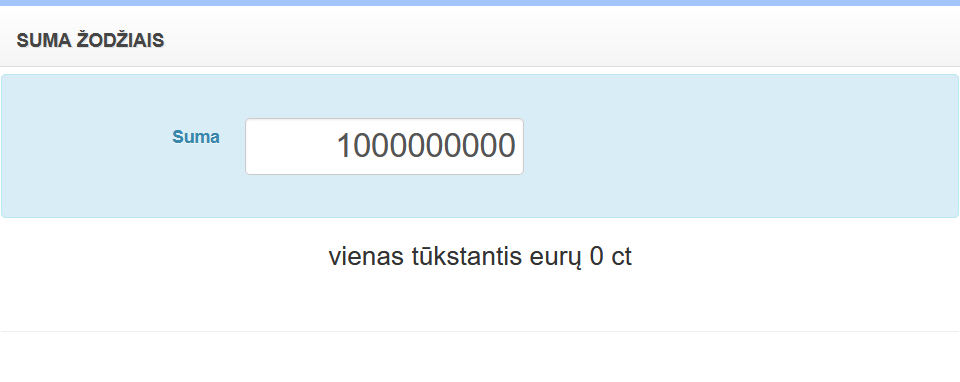 SUMA ŽODŽIAIS
Suma
1000000000
vienas tūkstantis eurų 0 ct